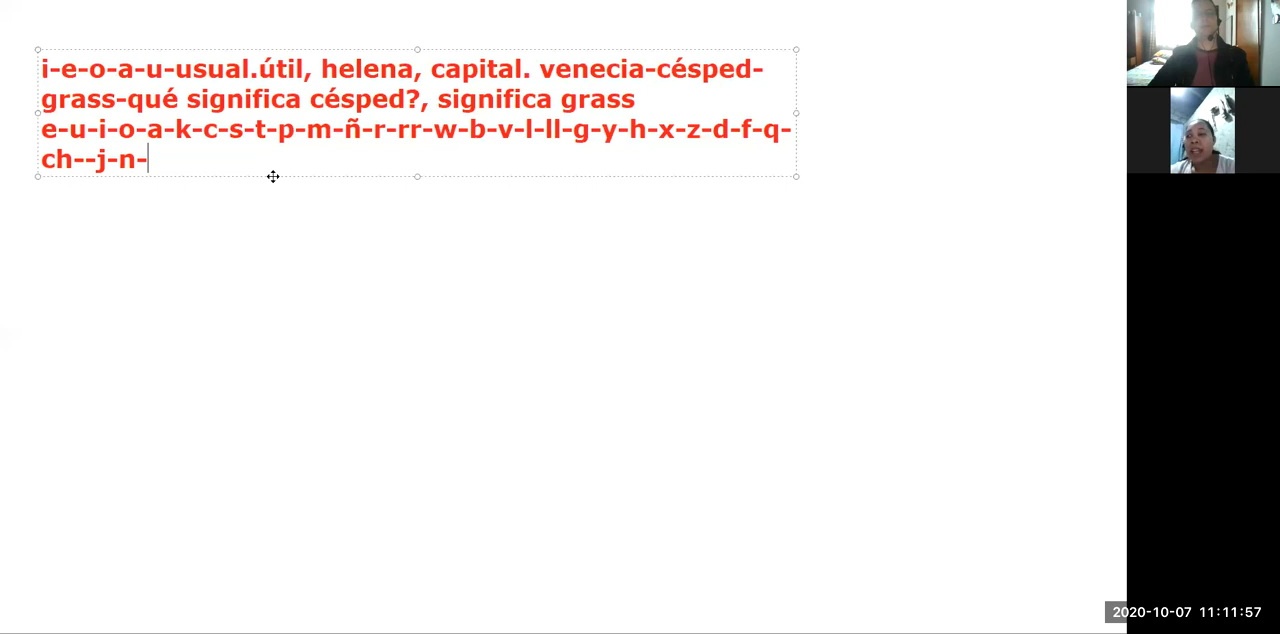 i-e-o-a-u-usual.útil, helena, capital. venecia-césped-
grass-qué significa césped?, significa grass
e-u-i-o-a-k-c-s-t-p-m-ñ-r-rr-w-b-v-l-ll-g-y-h-x-z-d-f-q-
ch--j-n-
2020-10-07 11:11:57